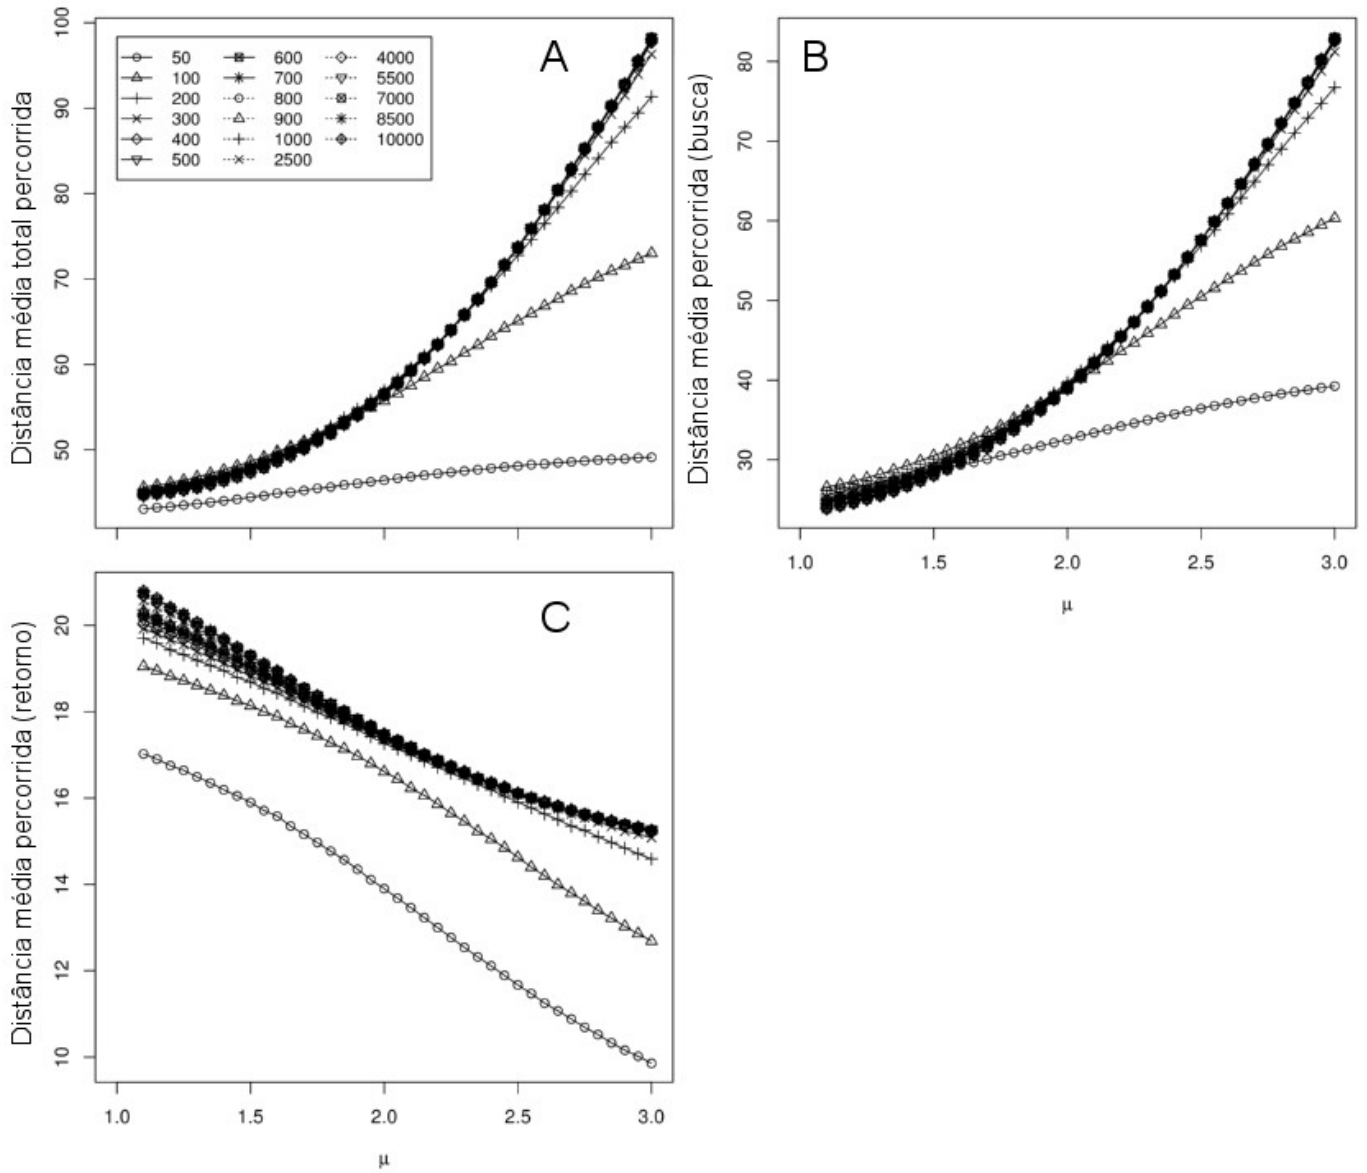 A
50 600 4000
100 700 5500
200 800 7000
300 900 8500
400 1000 10000
500 2500
Distância média total percorrida
100
90
80
70
60
50
B
Distância média percorrida (busca)
80
70
60
50
40
30
1.0 1.5 2.0 2.5 3.0
μ
C
Distância média percorrida (retorno)
20
18
16
14
12
10
1.0 1.5 2.0 2.5 3.0
μ